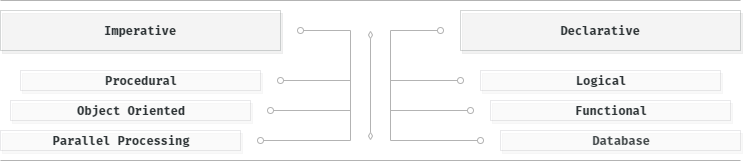 Imperative
Declarative
Procedural
Logical
Object Oriented
Functional
Parallel Processing
Database